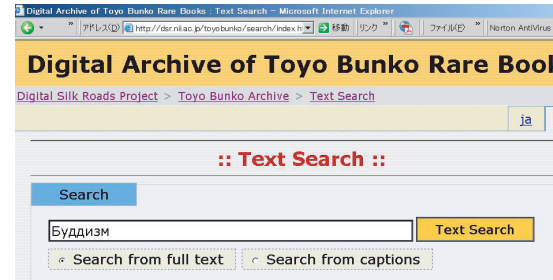 Digital Archive of Toyo Bunko Rare Books : Text Search - Microsoft Internet Explorer
アドレス(D) http://dsr.nii.ac.jp/toyobunko/search/index.h 移動 リンク » ファイル(F) » Norton AntiVirus
Digital Archive of Toyo Bunko Rare Bool
Digital Silk Roads Project > Toyo Bunko Archive > Text Search
ja
:: Text Search ::
Search
Буддизм Text Search
Search from full text Search from captions